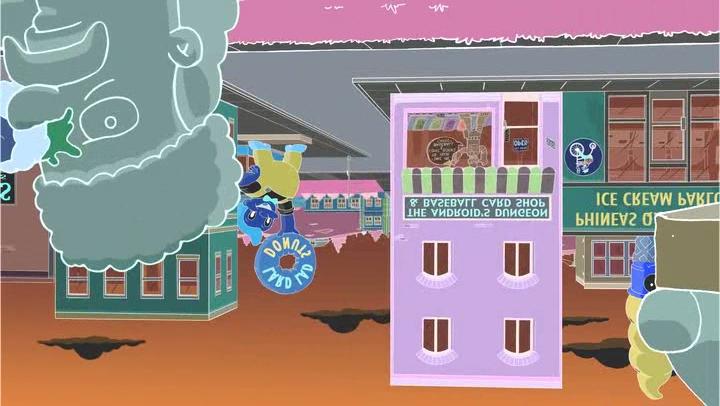 LARD LAD
DONUTS
THE ANDROID'S DUNGEON
& BASEBALL CARD SHOP
OPEN
PHINEAS Q
ICE CREAM PARLO